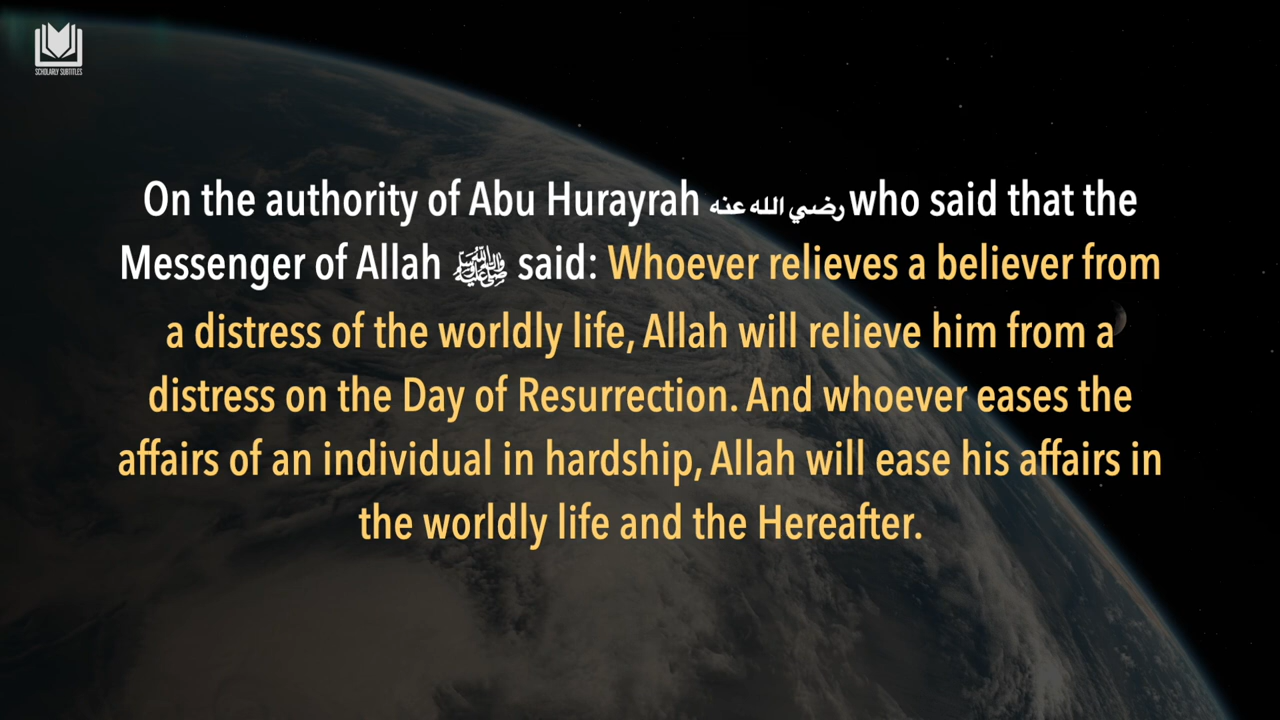 SCHOLARLY SUBTITLES
On the authority of Abu Hurayrah رضي الله عنه who said that the
Messenger of Allah ﷺ said: Whoever relieves a believer from
a distress of the worldly life, Allah will relieve him from a
distress on the Day of Resurrection. And whoever eases the
affairs of an individual in hardship, Allah will ease his affairs in
the worldly life and the Hereafter.